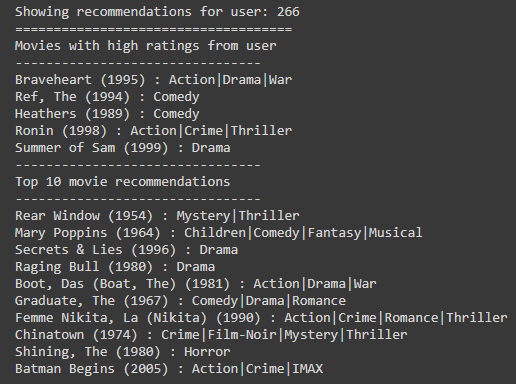 Showing recommendations for user: 266
====================================
Movies with high ratings from user
--------------------------------
Braveheart (1995) : Action|Drama|War
Ref, The (1994) : Comedy
Heathers (1989) : Comedy
Ronin (1998) : Action|Crime|Thriller
Summer of Sam (1999) : Drama
--------------------------------
Top 10 movie recommendations
--------------------------------
Rear Window (1954) : Mystery|Thriller
Mary Poppins (1964) : Children|Comedy|Fantasy|Musical
Secrets & Lies (1996) : Drama
Raging Bull (1980) : Drama
Boot, Das (Boat, The) (1981) : Action|Drama|War
Graduate, The (1967) : Comedy|Drama|Romance
Femme Nikita, La (Nikita) (1990) : Action|Crime|Romance|Thriller
Chinatown (1974) : Crime|Film-Noir|Mystery|Thriller
Shining, The (1980) : Horror
Batman Begins (2005) : Action|Crime|IMAX